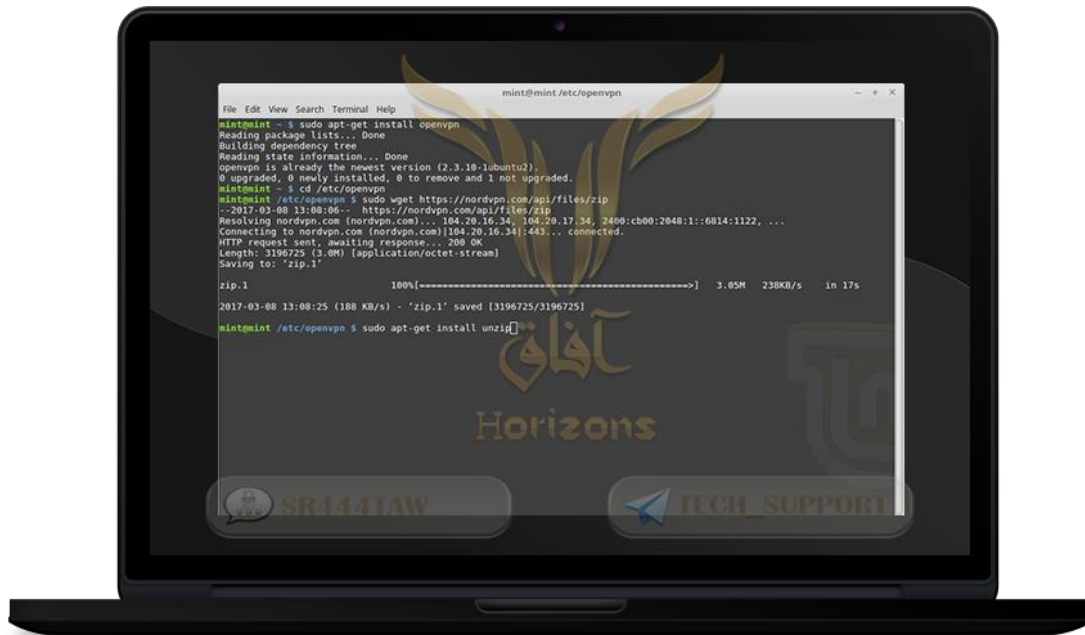 mint@mint /etc/openvpn
File Edit View Search Terminal Help
mint@mint ~ $ sudo apt-get install openvpn
Reading package lists... Done
Building dependency tree
Reading state information... Done
openvpn is already the newest version (2.3.10-1ubuntu2).
0 upgraded, 0 newly installed, 0 to remove and 1 not upgraded.
mint@mint ~ $ cd /etc/openvpn
mint@mint /etc/openvpn $ sudo wget https://nordvpn.com/api/files/zip
--2017-03-08 13:08:06-- https://nordvpn.com/api/files/zip
Resolving nordvpn.com (nordvpn.com)... 104.20.16.34, 104.20.17.34, 2400:cb00:2048:1::6814:1122, ...
Connecting to nordvpn.com (nordvpn.com)|104.20.16.34|:443... connected.
HTTP request sent, awaiting response... 200 OK
Length: 3196725 (3.0M) [application/octet-stream]
Saving to: ‘zip.1’
zip.1 100%[================================================>] 3.05M 238KB/s in 17s
2017-03-08 13:08:25 (188 KB/s) - ‘zip.1’ saved [3196725/3196725]
mint@mint /etc/openvpn $ sudo apt-get install unzip
آفاق
Horizons
SR444TAW
TECH_SUPPORT